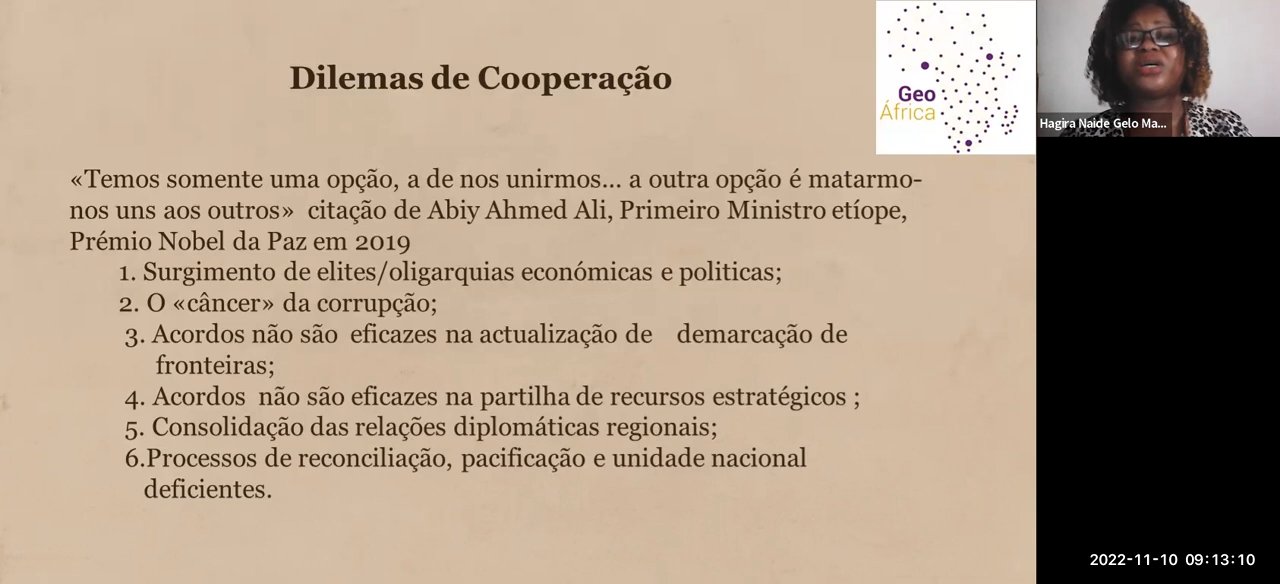 Dilemas de Cooperação
Geo
África
Hagira Naide Gelo Ma...
«Temos somente uma opção, a de nos unirmos... a outra opção é matarmo-
nos uns aos outros»  citação de Abiy Ahmed Ali, Primeiro Ministro etíope,
Prémio Nobel da Paz em 2019
1. Surgimento de elites/oligarquias económicas e politicas;
2. O «câncer» da corrupção;
3. Acordos não são  eficazes na actualização de   demarcação de
fronteiras;
4. Acordos  não são eficazes na partilha de recursos estratégicos ;
5. Consolidação das relações diplomáticas regionais;
6.Processos de reconciliação, pacificação e unidade nacional
deficientes.
2022-11-10 09:13:10